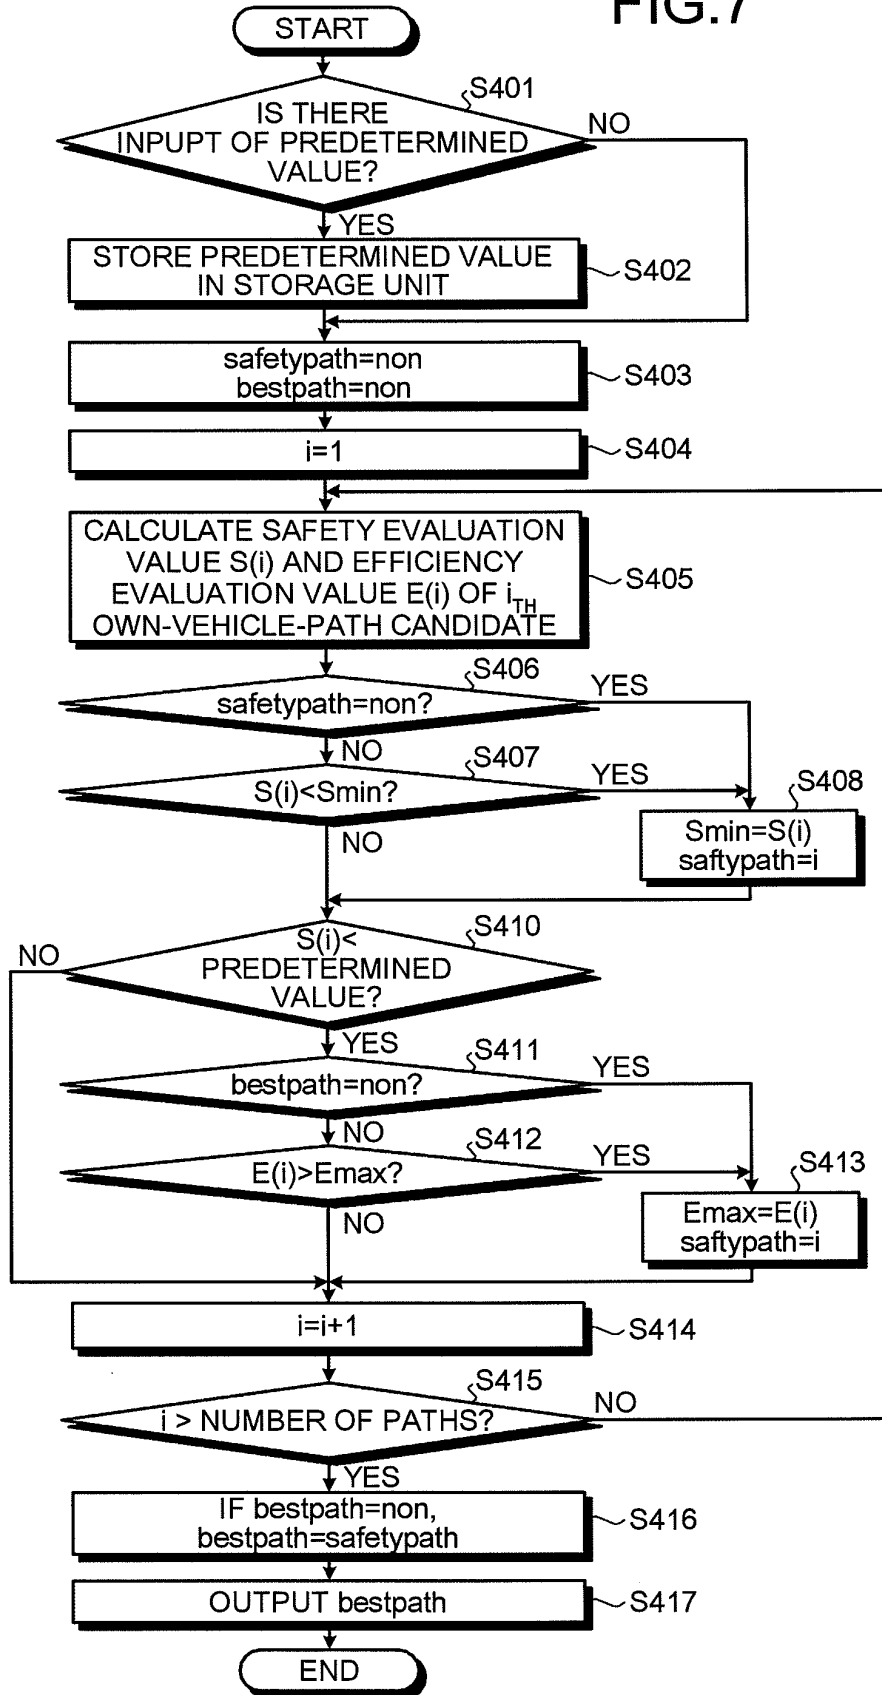 FIG.7
START
S401
IS THERE
INPUPT OF PREDETERMINED
VALUE?
NO
YES
STORE PREDETERMINED VALUE
IN STORAGE UNIT
S402
safetypath=non
bestpath=non
S403
i=1
S404
CALCULATE SAFETY EVALUATION
VALUE S(i) AND EFFICIENCY
EVALUATION VALUE E(i) OF iTH
OWN-VEHICLE-PATH CANDIDATE
S405
S406
safetypath=non?
YES
NO
S407
S(i)<Smin?
YES
NO
S408
Smin=S(i)
saftypath=i
S410
S(i)<
PREDETERMINED
VALUE?
NO
YES
S411
bestpath=non?
YES
NO
S412
E(i)>Emax?
YES
NO
S413
Emax=E(i)
saftypath=i
i=i+1
S414
S415
i > NUMBER OF PATHS?
NO
YES
IF bestpath=non,
bestpath=safetypath
S416
OUTPUT bestpath
S417
END